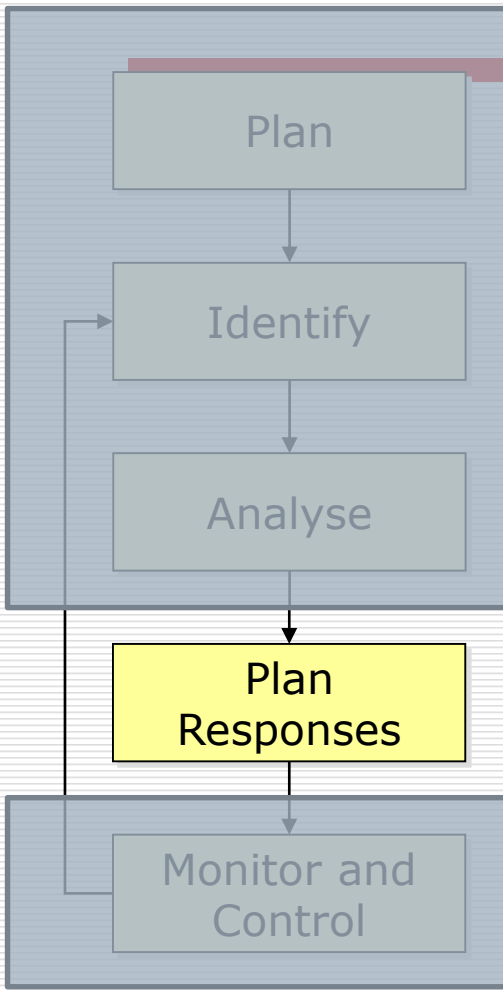 Plan
Identify
Analyse
Plan
Responses
Monitor and
Control